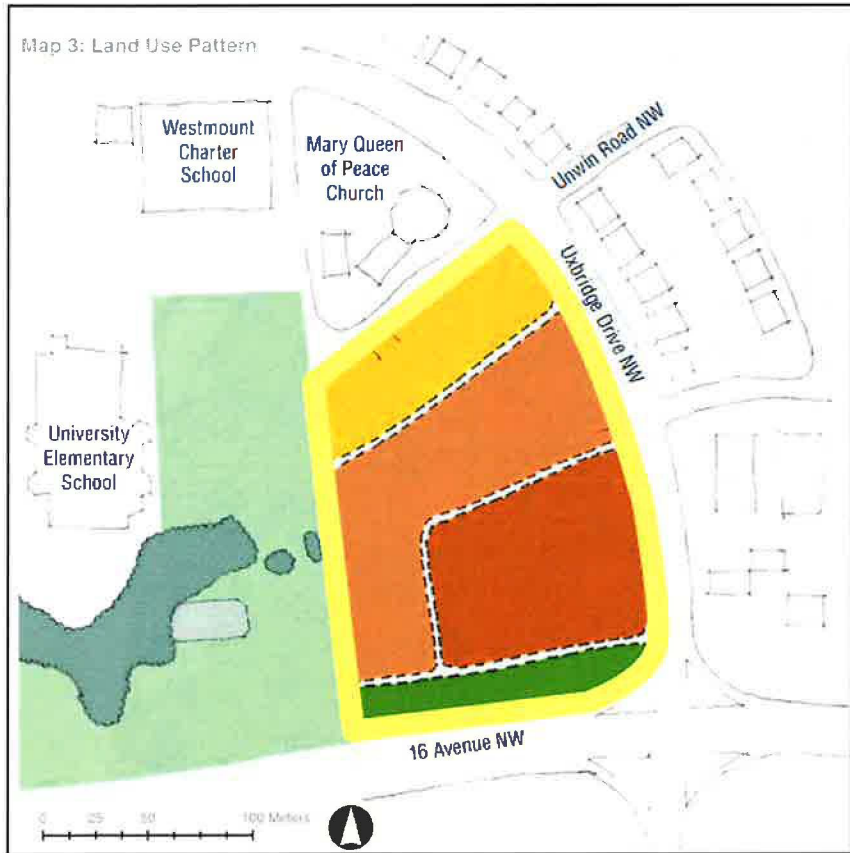 Map 3: Land Use Pattern
Westmount
Charter
School
Mary Queen
of Peace
Church
Unwin Road NW
Uxbridge Drive NW
University
Elementary
School
16 Avenue NW
0 25 50 100 Meters